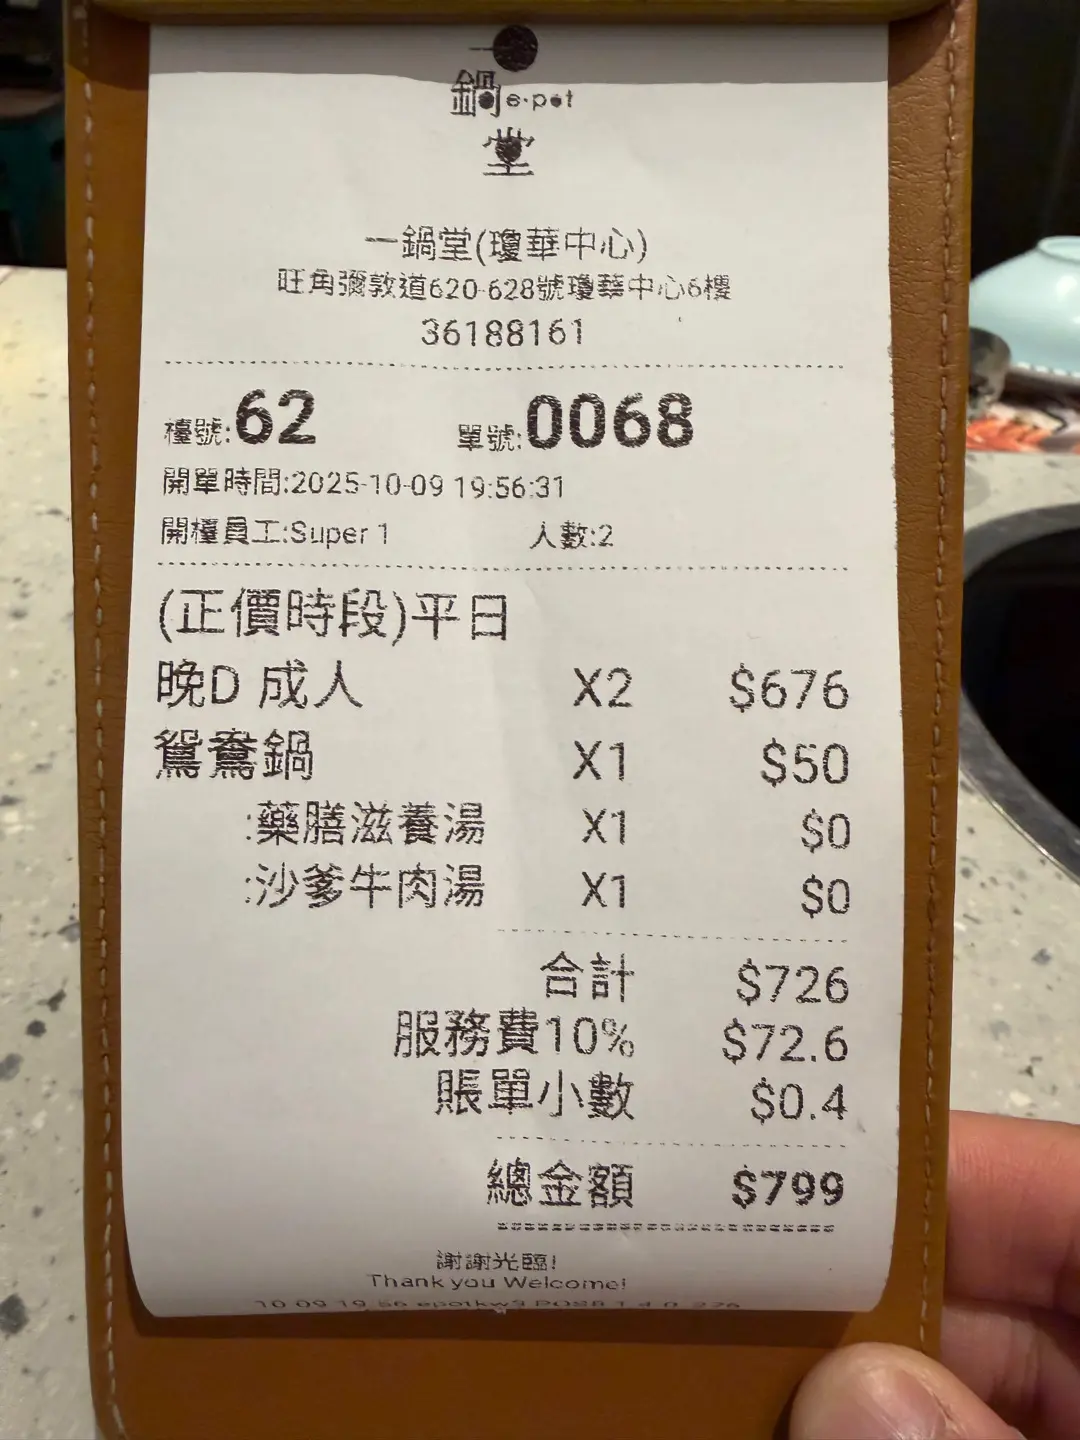 一鍋堂 e·pot
一鍋堂(瓊華中心)
旺角彌敦道620-628號瓊華中心6樓
36188161
檯號:62 單號:0068
開單時間:2025-10-09 19:56:31
開檯員工:Super 1 人數:2
(正價時段)平日
晚D 成人 X2 $676
鴛鴦鍋 X1 $50
:藥膳滋養湯 X1 $0
:沙爹牛肉湯 X1 $0
合計 $726
服務費10% $72.6
賬單小數 $0.4
總金額 $799
謝謝光臨!
Thank you Welcome!
10-09 19:56